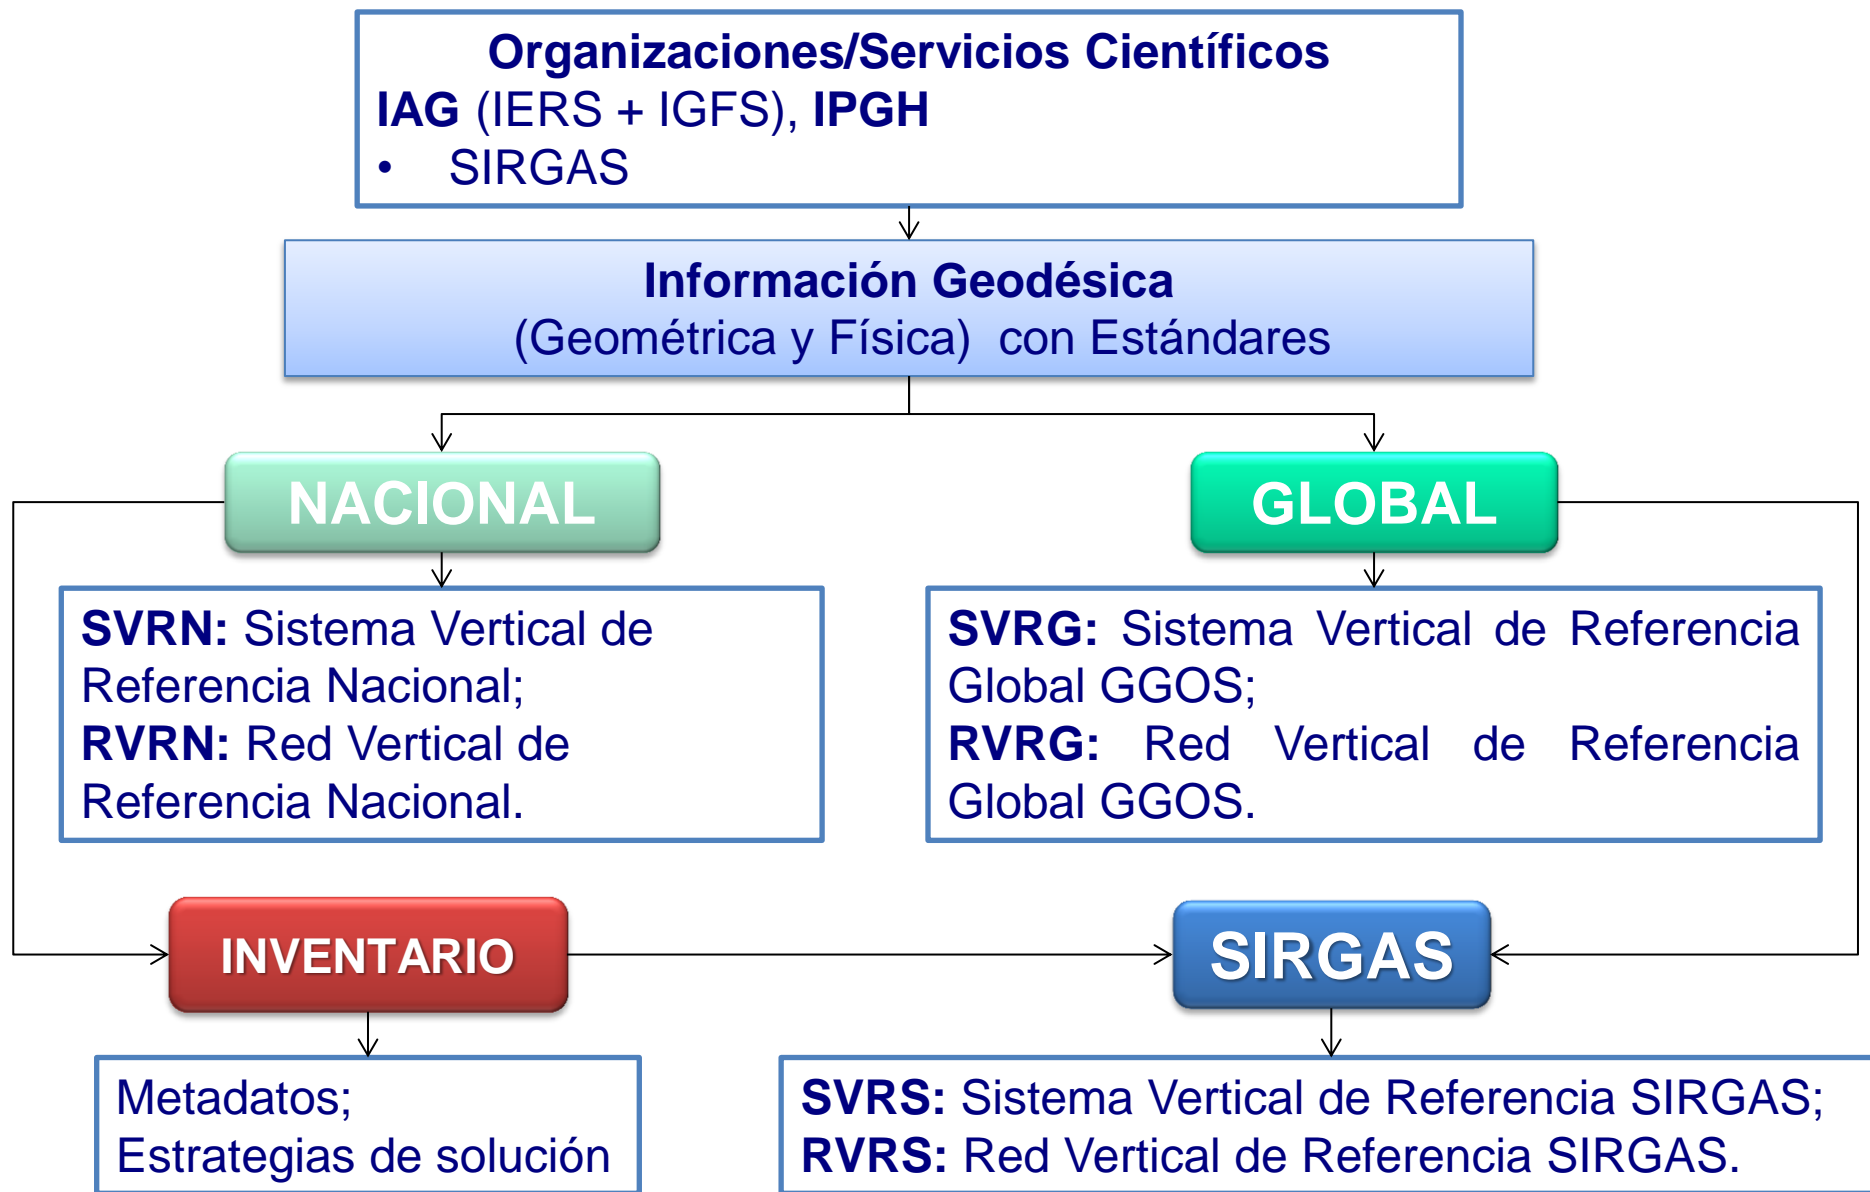 Organizaciones/Servicios Científicos
IAG (IERS + IGFS), IPGH
• SIRGAS
Información Geodésica
(Geométrica y Física) con Estándares
NACIONAL
GLOBAL
SVRN: Sistema Vertical de
Referencia Nacional;
RVRN: Red Vertical de
Referencia Nacional.
SVRG: Sistema Vertical de Referencia
Global GGOS;
RVRG: Red Vertical de Referencia
Global GGOS.
INVENTARIO
SIRGAS
Metadatos;
Estrategias de solución
SVRS: Sistema Vertical de Referencia SIRGAS;
RVRS: Red Vertical de Referencia SIRGAS.